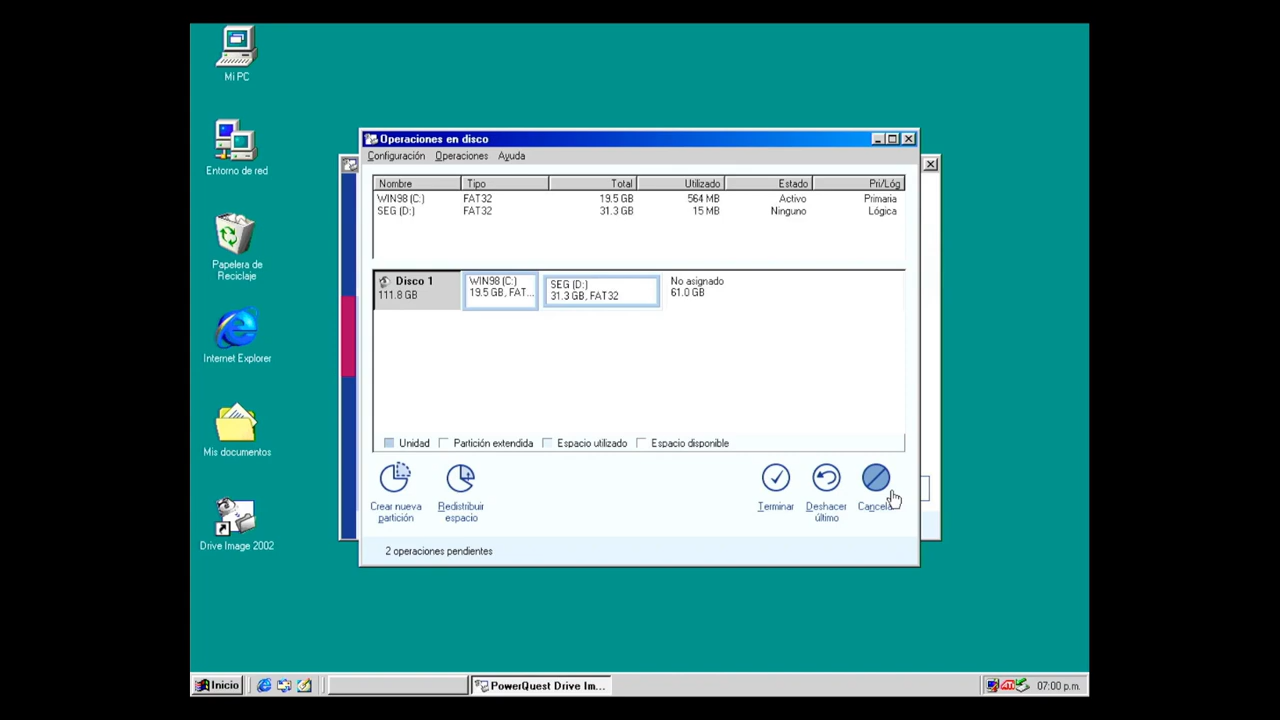 Mi PC
Entorno de red
Papelera de
Reciclaje
Internet Explorer
Mis documentos
Drive Image 2002
Operaciones en disco
Configuración Operaciones Ayuda
Nombre Tipo Total Utilizado Estado Pri/Lóg
WIN98 (C:) FAT32 19.5 GB 564 MB Activo Primaria
SEG (D:) FAT32 31.3 GB 15 MB Ninguno Lógica
Disco 1
111.8 GB
WIN98 (C:)
19.5 GB, FAT...
SEG (D:)
31.3 GB, FAT32
No asignado
61.0 GB
Unidad Partición extendida Espacio utilizado Espacio disponible
Crear nueva
partición
Redistribuir
espacio
Terminar
Deshacer
último
Cancela
2 operaciones pendientes
Inicio
PowerQuest Drive Im...
07:00 p.m.